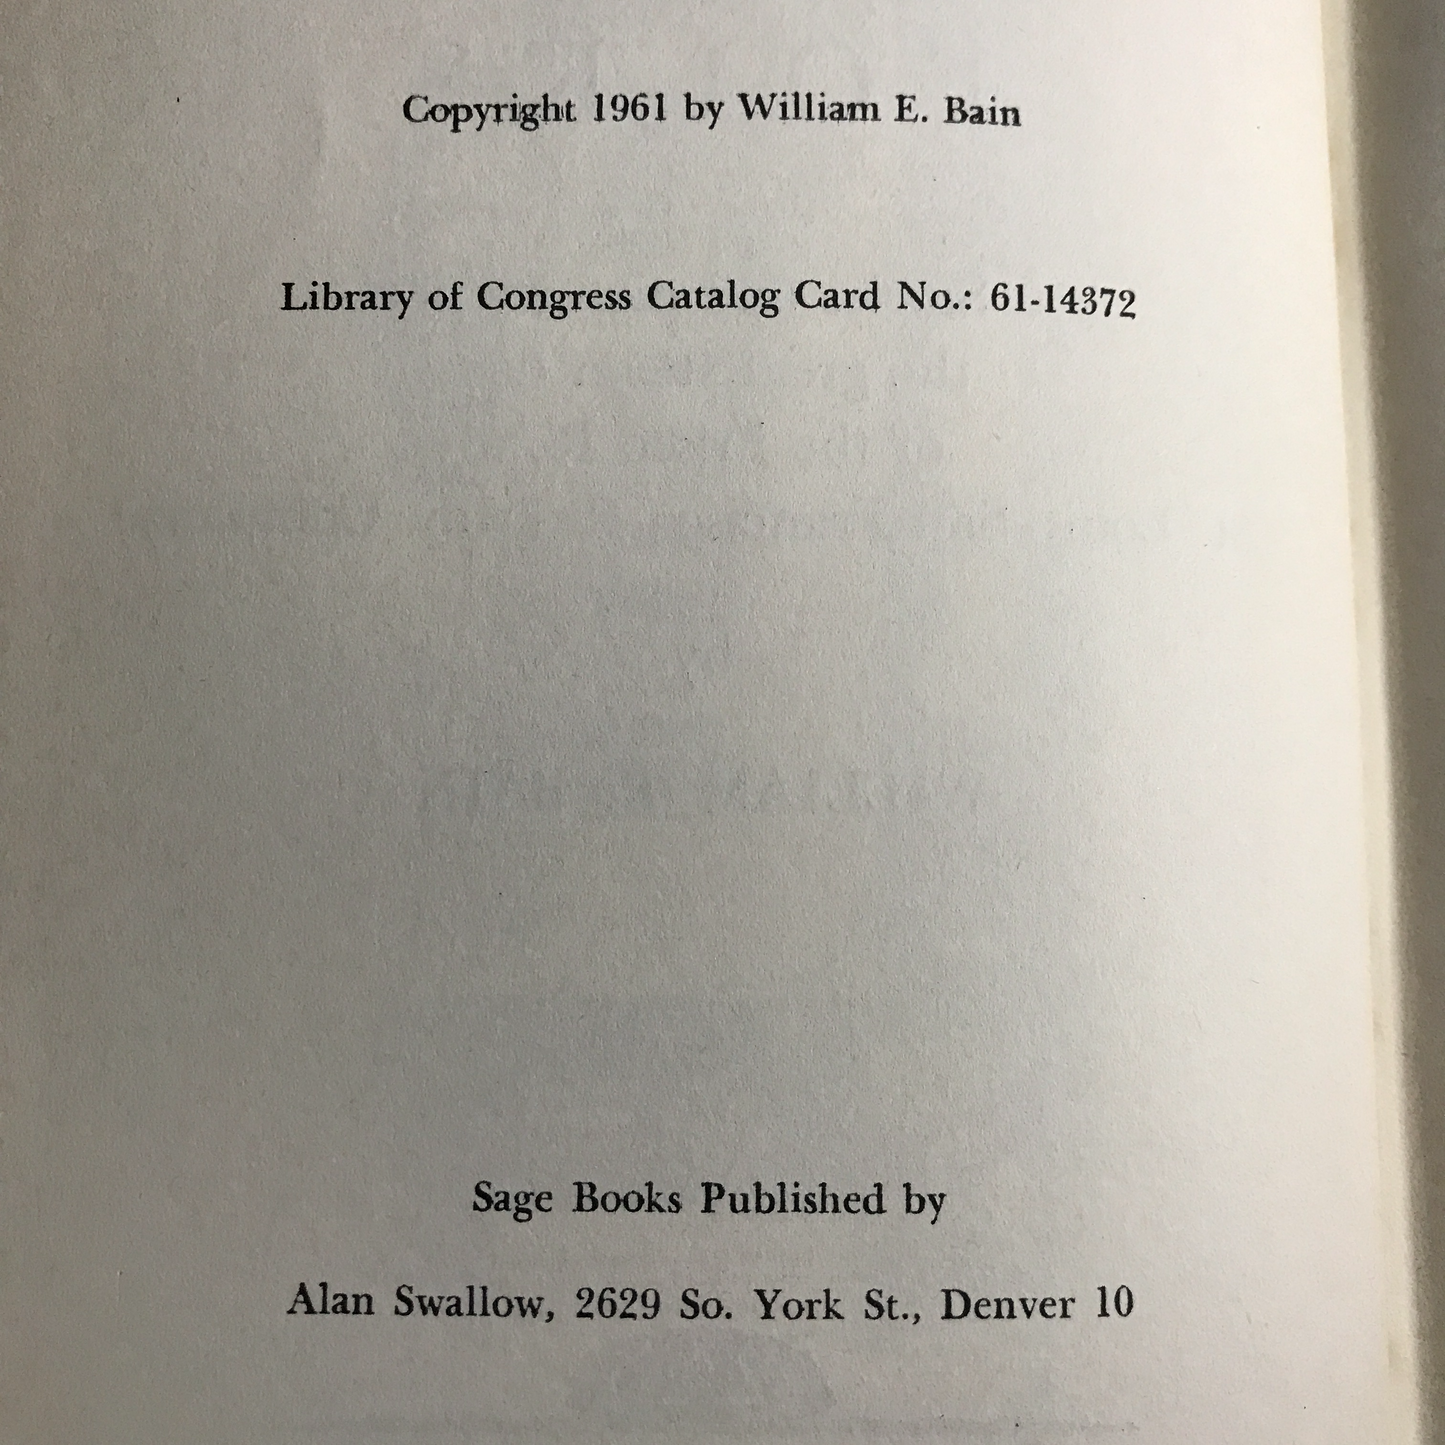 Copyright 1961 by William E. Bain
Library of Congress Catalog Card No.: 61-14372
Sage Books Published by
Alan Swallow, 2629 So. York St., Denver 10